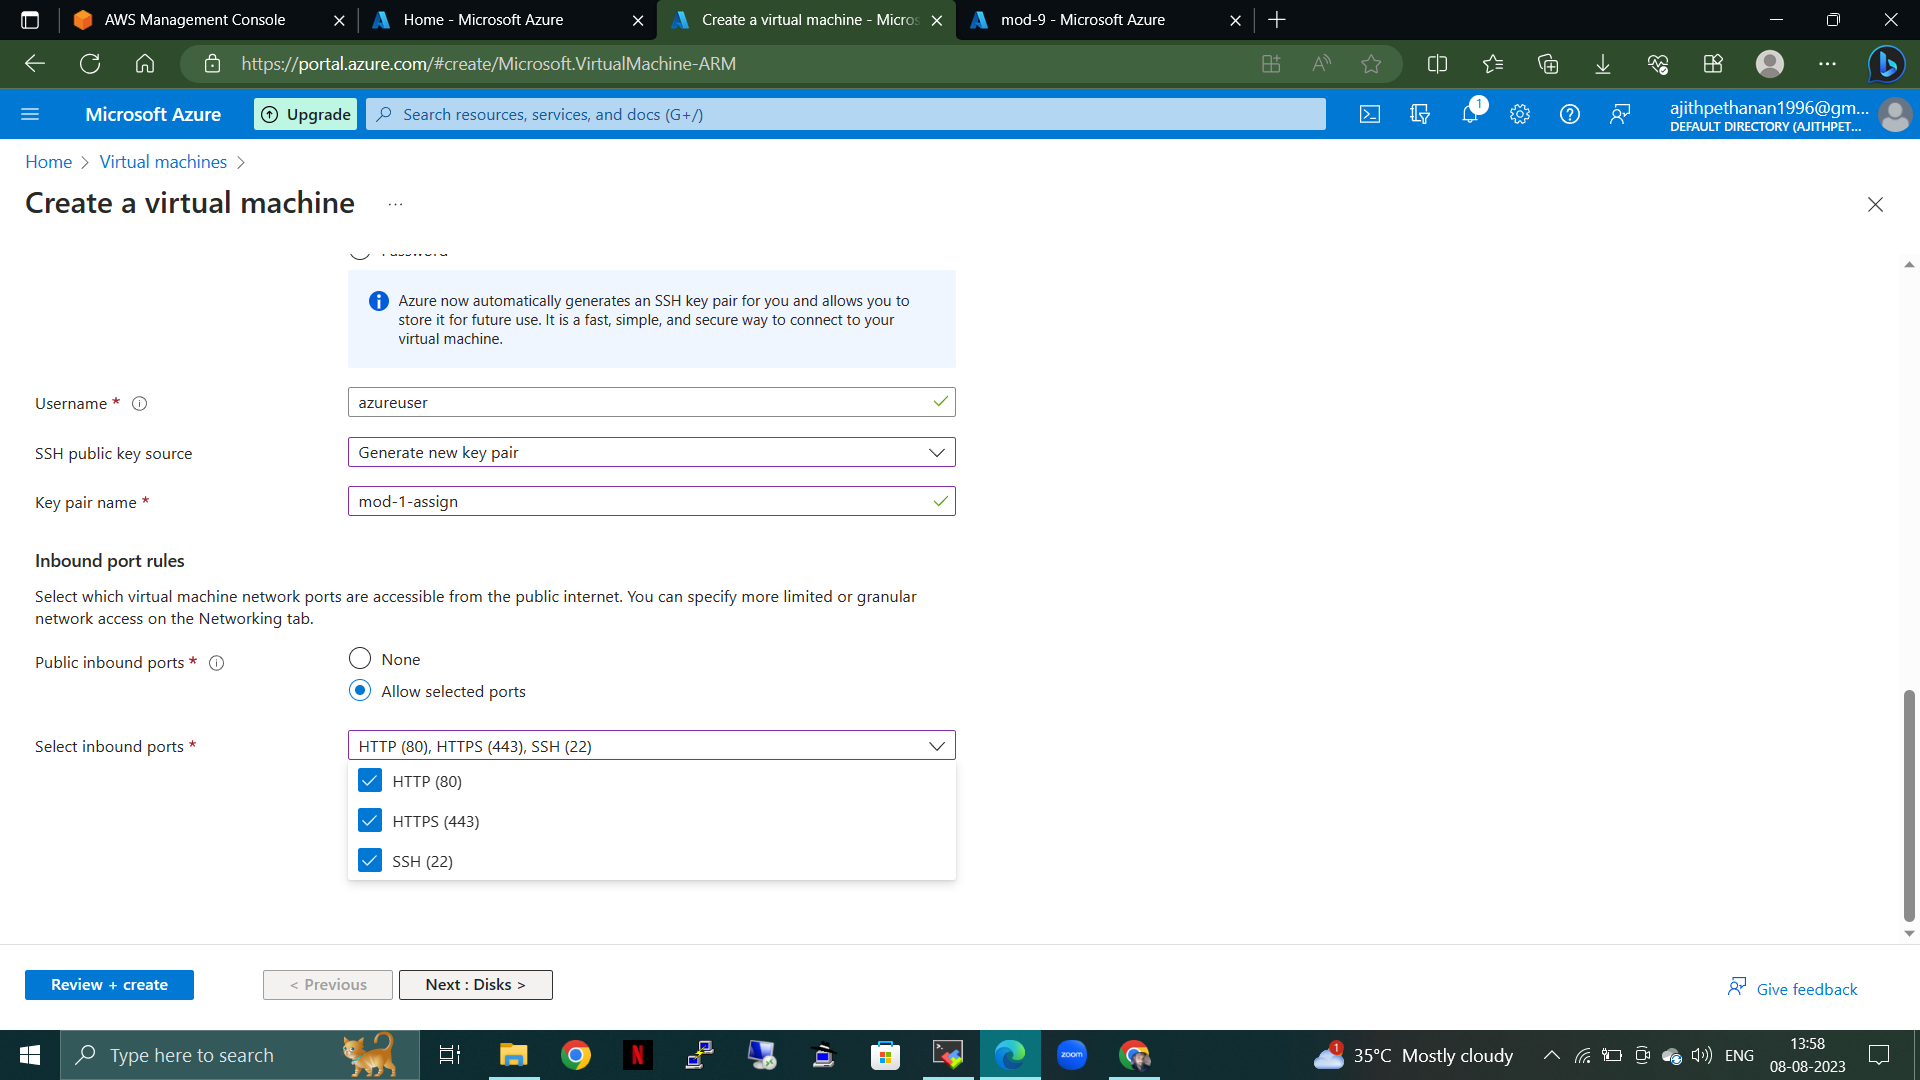 AWS Management Console
Home - Microsoft Azure
Create a virtual machine - Micros
mod-9 - Microsoft Azure
https://portal.azure.com/#create/Microsoft.VirtualMachine-ARM
Microsoft Azure
Upgrade
Search resources, services, and docs (G+/)
1
ajithpethanan1996@gm...
DEFAULT DIRECTORY (AJITHPET...
Home > Virtual machines >
Create a virtual machine ...
Password
Azure now automatically generates an SSH key pair for you and allows you to
store it for future use. It is a fast, simple, and secure way to connect to your
virtual machine.
Username *
azureuser
SSH public key source
Generate new key pair
Key pair name *
mod-1-assign
Inbound port rules
Select which virtual machine network ports are accessible from the public internet. You can specify more limited or granular
network access on the Networking tab.
Public inbound ports *
None
Allow selected ports
Select inbound ports *
HTTP (80), HTTPS (443), SSH (22)
HTTP (80)
HTTPS (443)
SSH (22)
Review + create
< Previous
Next : Disks >
Give feedback
Type here to search
N
zoom
1
35°C Mostly cloudy
ENG
13:58
08-08-2023